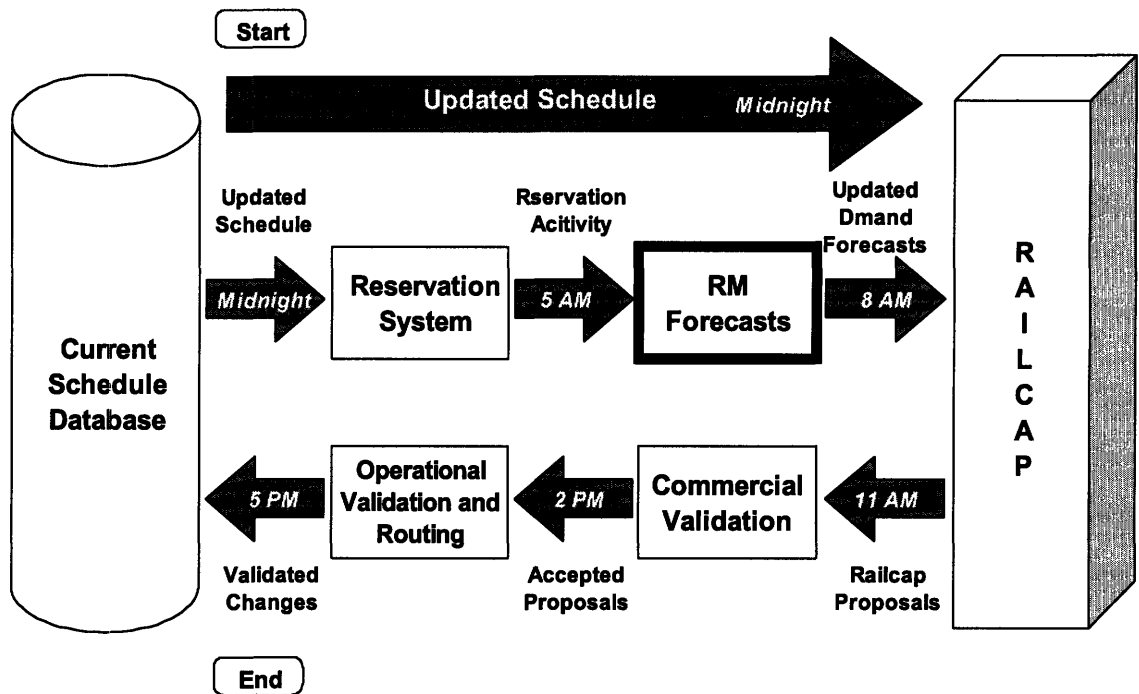 Start
Updated Schedule
Midnight
Updated
Schedule
Rservation
Acitivity
Updated
Dmand
Forecasts
Midnight
Reservation
System
5 AM
RM
Forecasts
8 AM
Current
Schedule
Database
R
A
I
L
C
A
P
5 PM
Operational
Validation and
Routing
2 PM
Commercial
Validation
11 AM
Validated
Changes
Accepted
Proposals
Railcap
Proposals
End